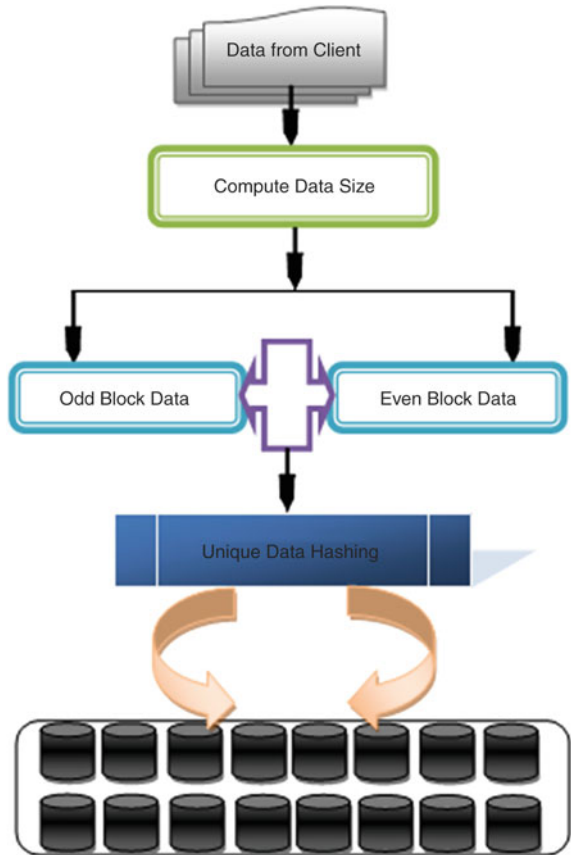 Data from Client
Compute Data Size
Odd Block Data
Even Block Data
Unique Data Hashing